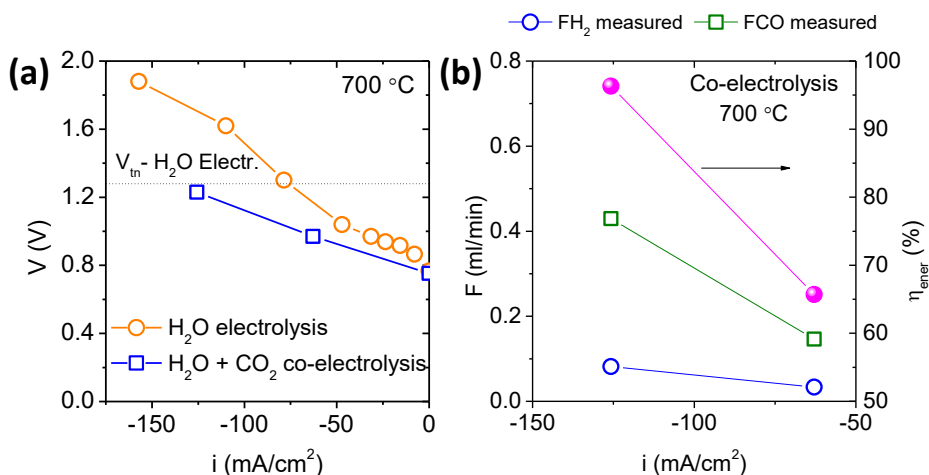 FH₂ measured FCO measured
(a)
2.0
1.6
1.2
0.8
0.4
0.0
V (V)
700 °C
Vtn- H₂O Electr.
H₂O electrolysis
H₂O + CO₂ co-electrolysis
-150 -100 -50 0
i (mA/cm²)
(b)
0.8
0.6
0.4
0.2
0.0
F (ml/min)
Co-electrolysis
700 °C
100
90
80
70
60
50
ηener (%)
-150 -100 -50
i (mA/cm²)